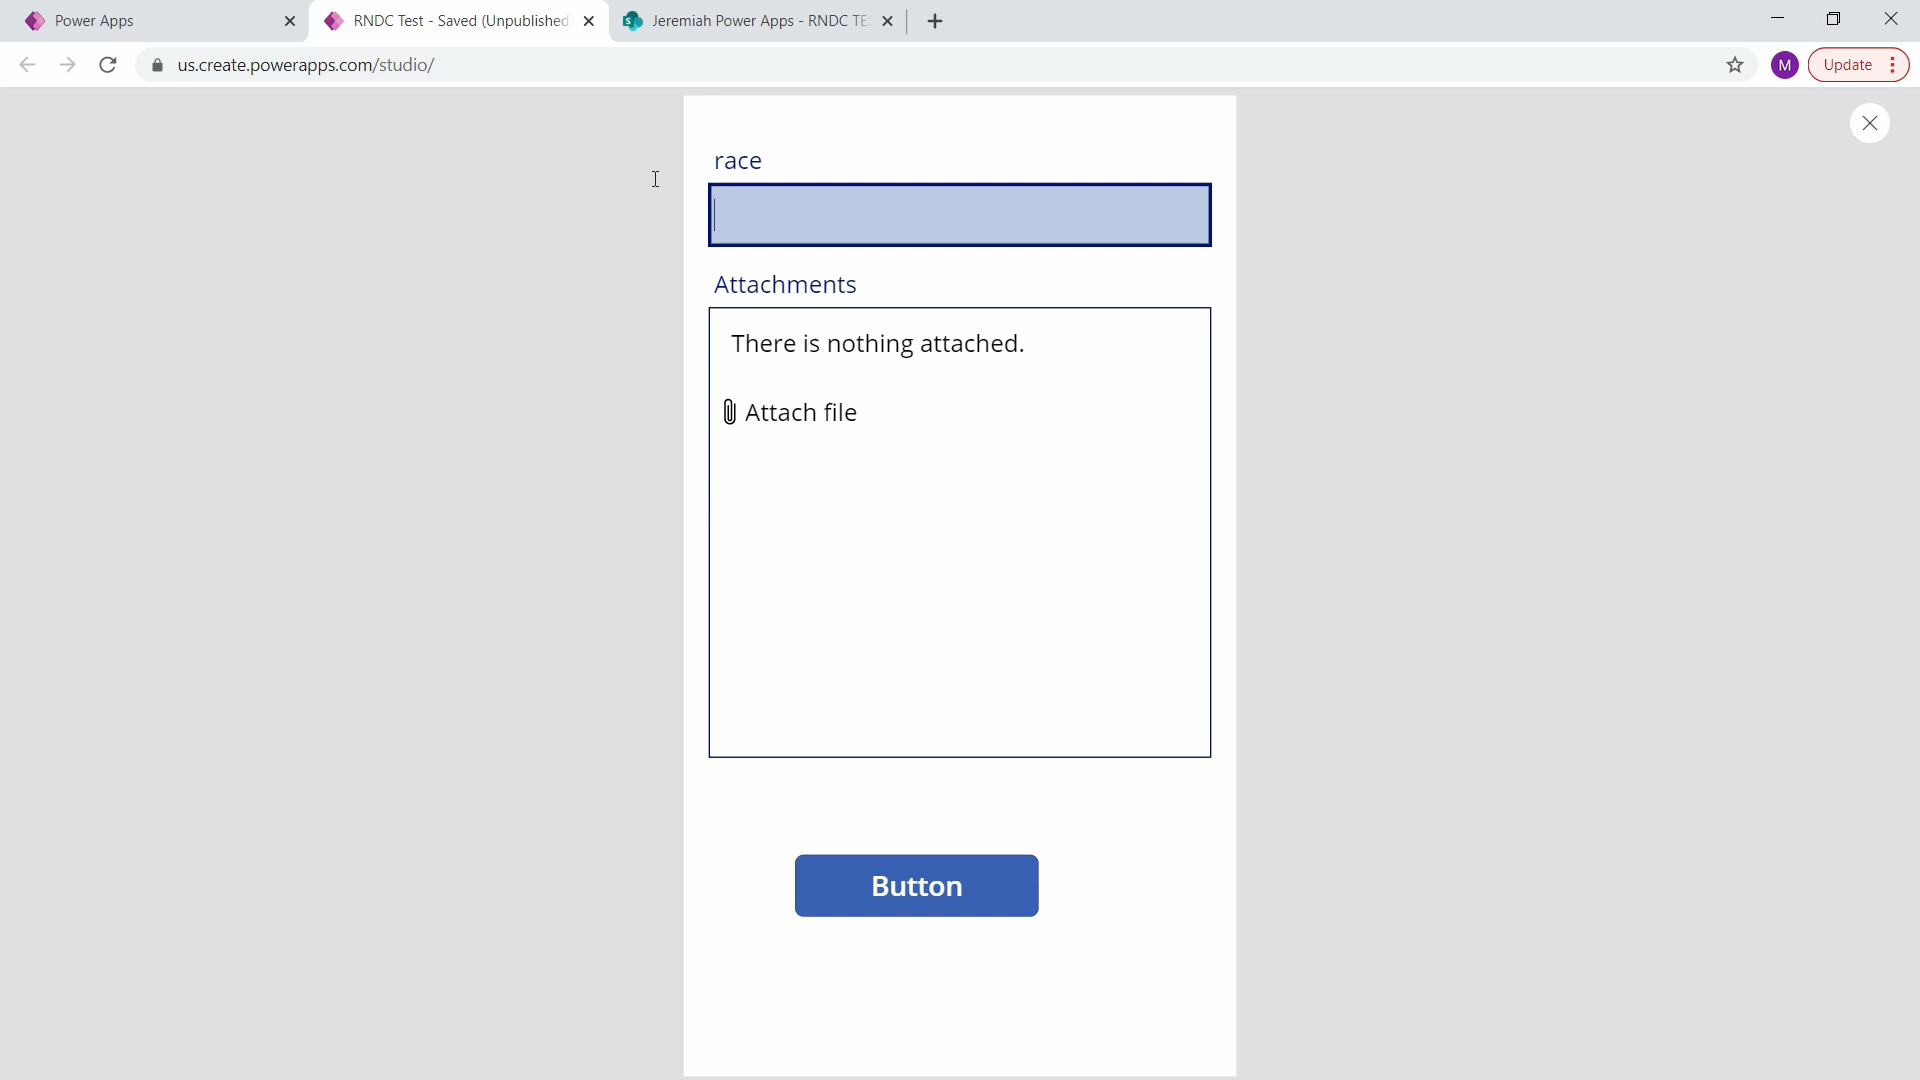 Power Apps
RNDC Test - Saved (Unpublished
Jeremiah Power Apps - RNDC TE
us.create.powerapps.com/studio/
M
Update
race
Attachments
There is nothing attached.
Attach file
Button